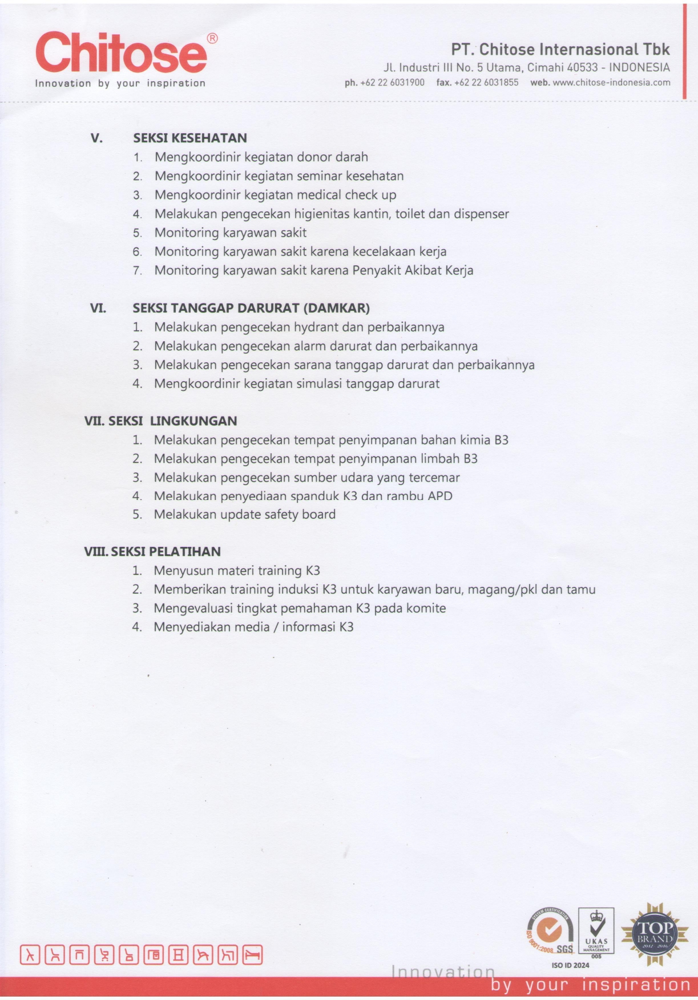 Chitose®
Innovation by your inspiration
PT. Chitose Internasional Tbk
Jl. Industri III No. 5 Utama, Cimahi 40533 - INDONESIA
ph. +62 22 6031900 fax. +62 22 6031855 web. www.chitose-indonesia.com
V. SEKSI KESEHATAN
1. Mengkoordinir kegiatan donor darah
2. Mengkoordinir kegiatan seminar kesehatan
3. Mengkoordinir kegiatan medical check up
4. Melakukan pengecekan higienitas kantin, toilet dan dispenser
5. Monitoring karyawan sakit
6. Monitoring karyawan sakit karena kecelakaan kerja
7. Monitoring karyawan sakit karena Penyakit Akibat Kerja
VI. SEKSI TANGGAP DARURAT (DAMKAR)
1. Melakukan pengecekan hydrant dan perbaikannya
2. Melakukan pengecekan alarm darurat dan perbaikannya
3. Melakukan pengecekan sarana tanggap darurat dan perbaikannya
4. Mengkoordinir kegiatan simulasi tanggap darurat
VII. SEKSI LINGKUNGAN
1. Melakukan pengecekan tempat penyimpanan bahan kimia B3
2. Melakukan pengecekan tempat penyimpanan limbah B3
3. Melakukan pengecekan sumber udara yang tercemar
4. Melakukan penyediaan spanduk K3 dan rambu APD
5. Melakukan update safety board
VIII. SEKSI PELATIHAN
1. Menyusun materi training K3
2. Memberikan training induksi K3 untuk karyawan baru, magang/pkl dan tamu
3. Mengevaluasi tingkat pemahaman K3 pada komite
4. Menyediakan media / informasi K3
SYSTEM CERTIFICATION
ISO 9001:2008 SGS
UKAS
QUALITY
MANAGEMENT
005
ISO ID 2024
TOP
BRAND
2012 2016
Innovation
by your inspiration